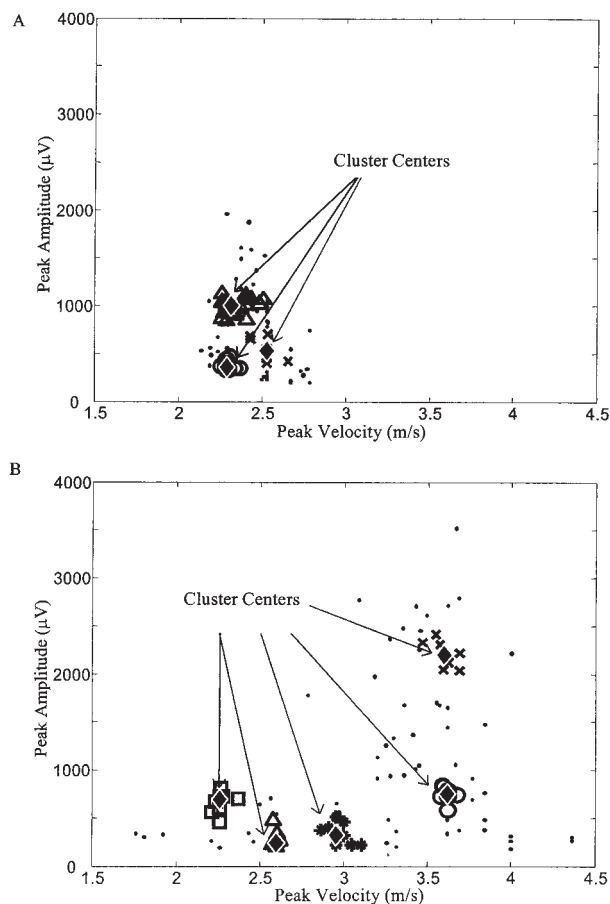 A
4000
3000
2000
1000
0
Peak Amplitude (µV)
Cluster Centers
1.5 2 2.5 3 3.5 4 4.5
Peak Velocity (m/s)
B
4000
3000
2000
1000
0
Peak Amplitude (µV)
Cluster Centers
1.5 2 2.5 3 3.5 4 4.5
Peak Velocity (m/s)